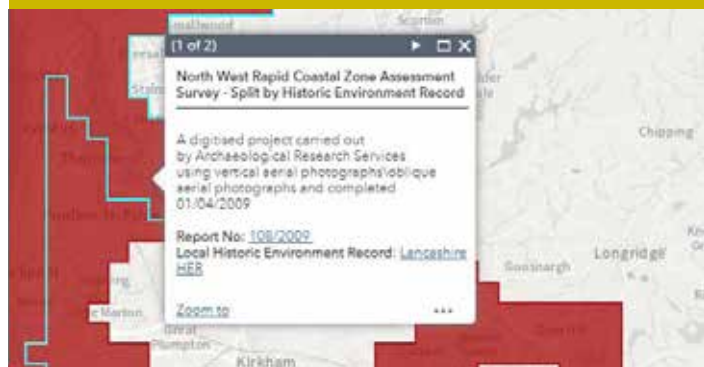 Scorton
(1 of 2)
North West Rapid Coastal Zone Assessment
Survey - Split by Historic Environment Record
A digitised project carried out
by Archaeological Research Services
using vertical aerial photographs\oblique
aerial photographs and completed
01/04/2009
Report No: 108/2009
Local Historic Environment Record: Lancashire
HER
Zoom to
...
Chipping
Longridge
Goosnargh
Great
Plumpton
Kirkham